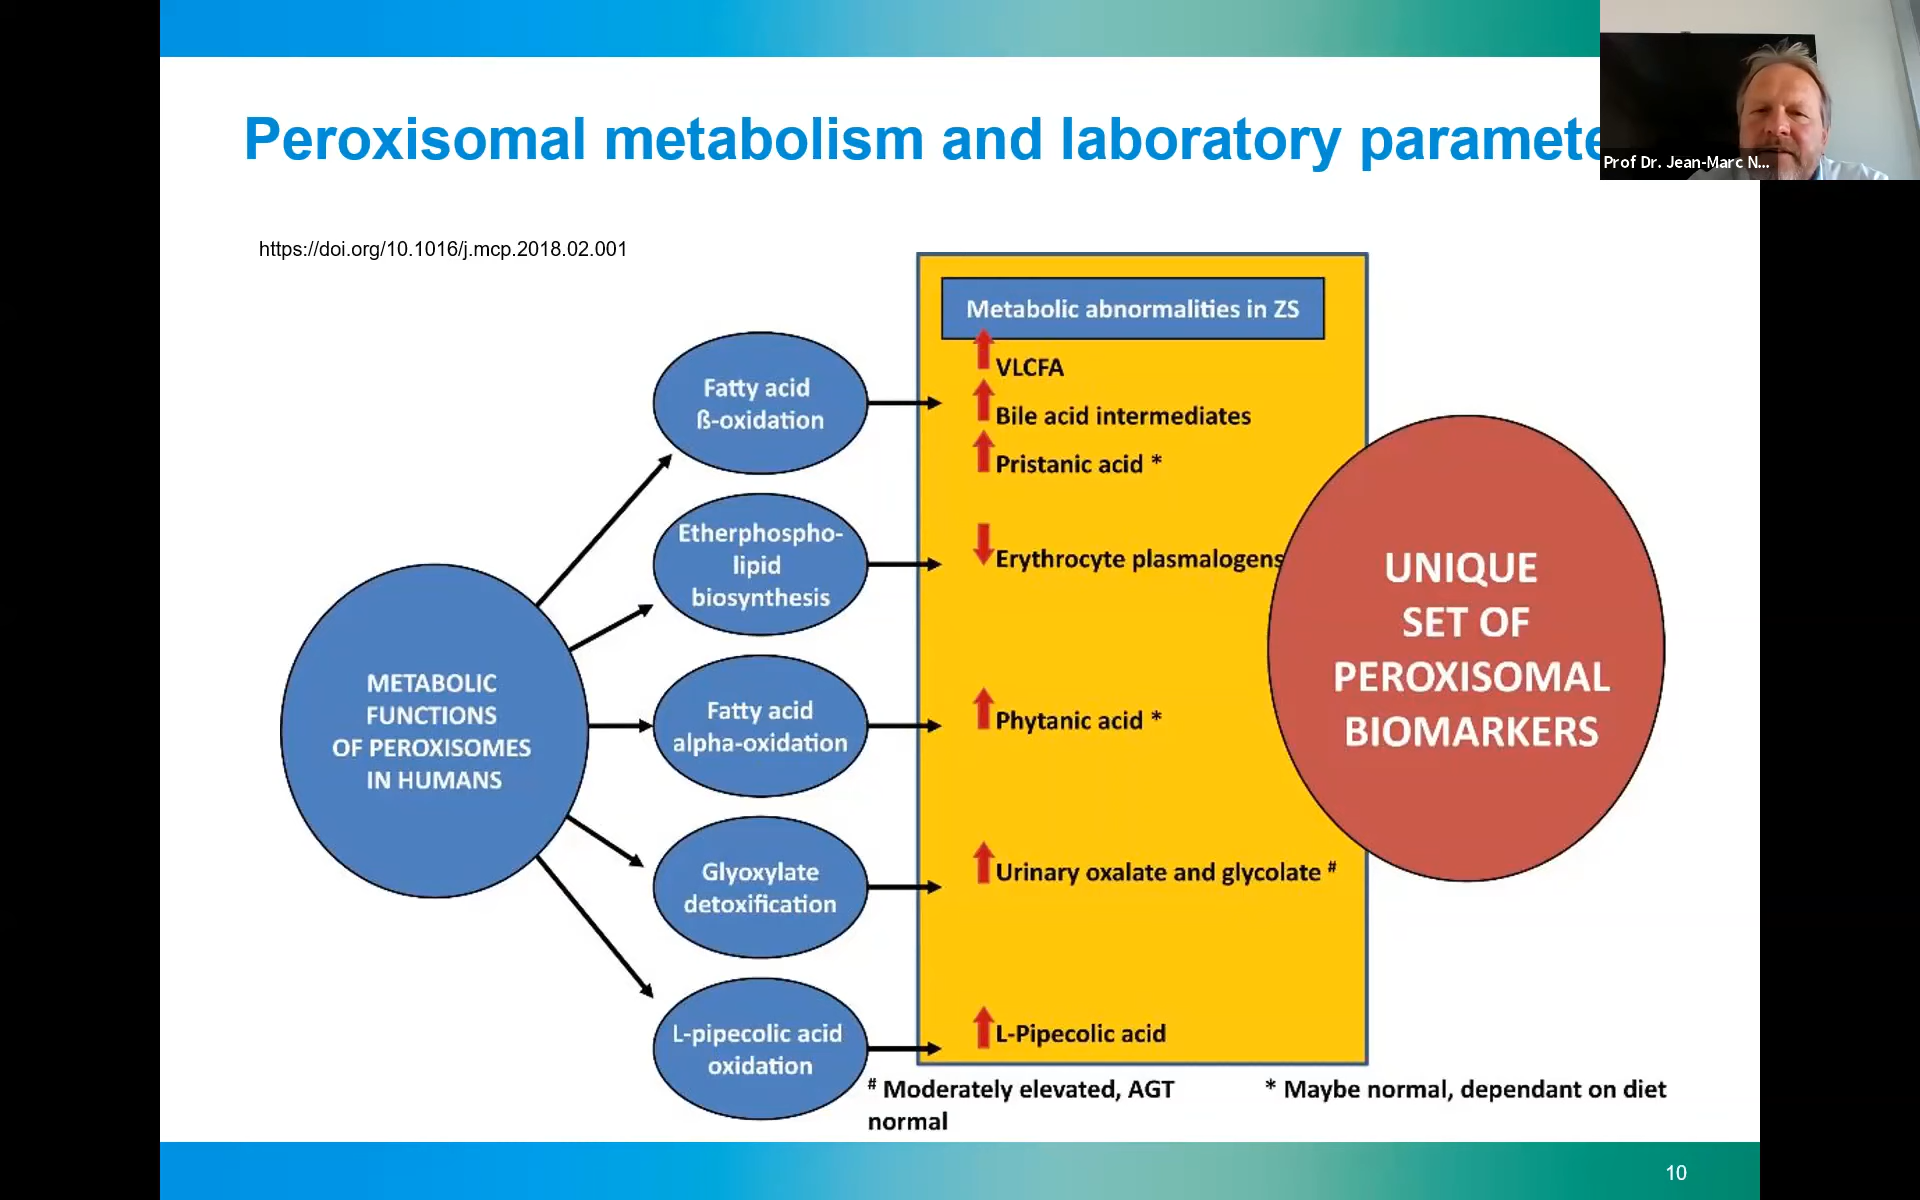 Peroxisomal metabolism and laboratory
Prof Dr. Jean-Marc N...
https://doi.org/10.1016/j.mcp.2018.02.001
METABOLIC
FUNCTIONS
OF PEROXISOMES
IN HUMANS
Fatty acid
ß-oxidation
Etherphospho-
lipid
biosynthesis
Fatty acid
alpha-oxidation
Glyoxylate
detoxification
L-pipecolic acid
oxidation
Metabolic abnormalities in ZS
VLCFA
Bile acid intermediates
Pristanic acid *
Erythrocyte plasmalogens
Phytanic acid *
Urinary oxalate and glycolate #
L-Pipecolic acid
UNIQUE
SET OF
PEROXISOMAL
BIOMARKERS
# Moderately elevated, AGT
normal
* Maybe normal, dependant on diet
10